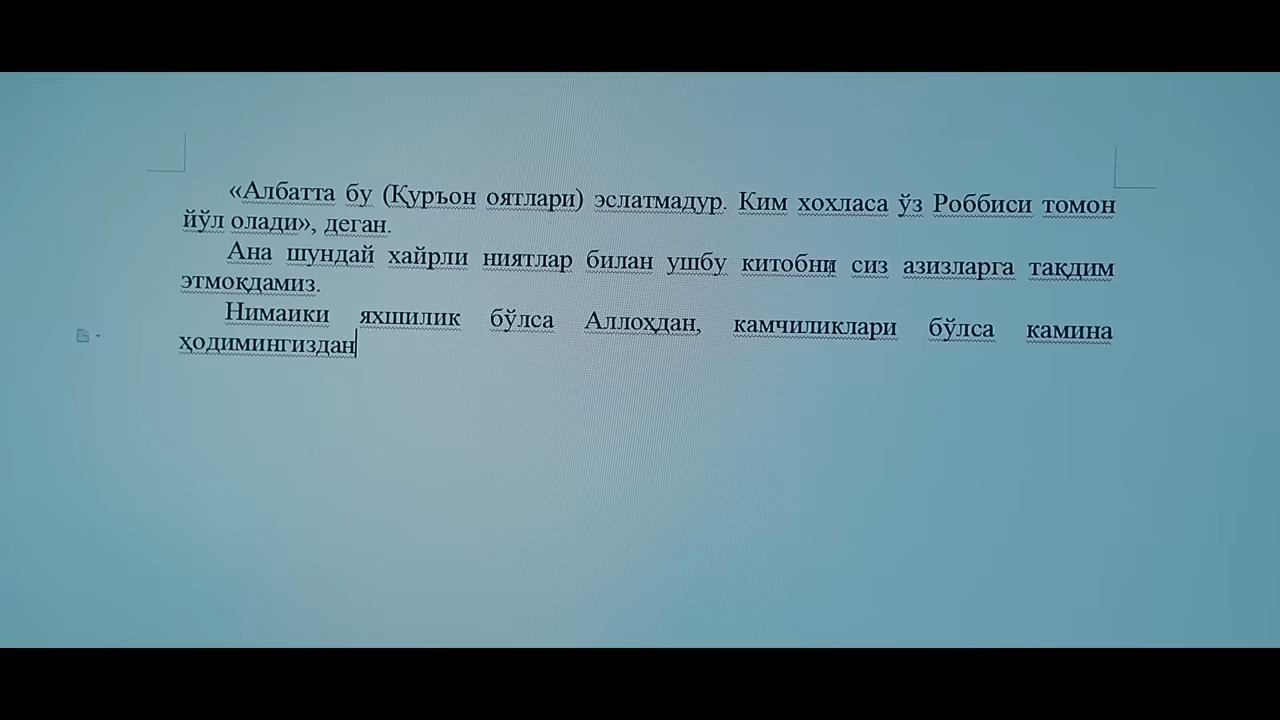 «Албатта бу (Қуръон оятлари) эслатмадур. Ким хохласа ўз Роббиси томон
йўл олади», деган.
Ана шундай хайрли ниятлар билан ушбу китобни сиз азизларга тақдим
этмоқдамиз.
Нимаики яхшилик бўлса Аллоҳдан, камчиликлари бўлса камина
ҳодимингиздан